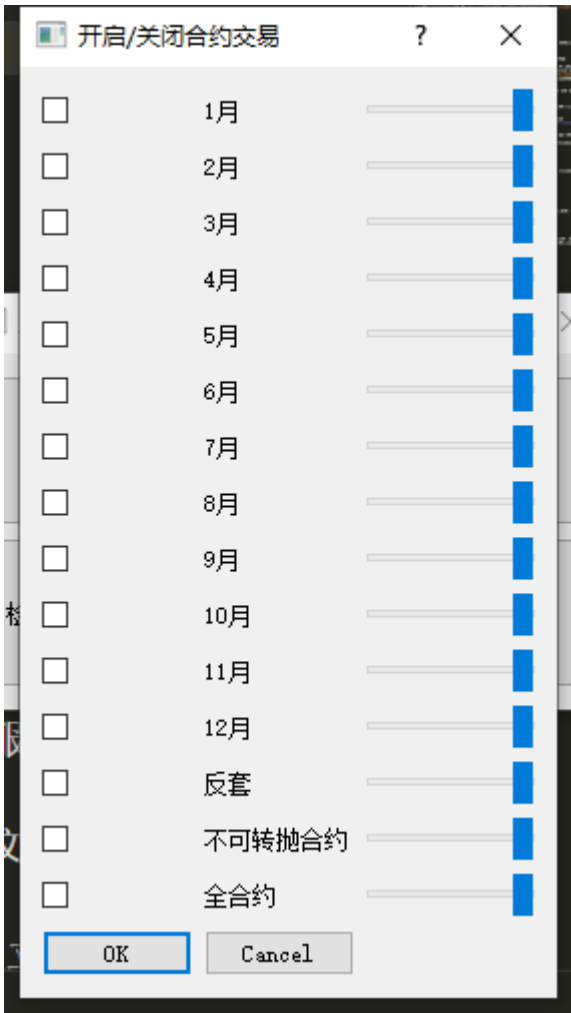 开启/关闭合约交易
1月
2月
3月
4月
5月
6月
7月
8月
9月
10月
11月
12月
反套
不可转抛合约
全合约
OK Cancel